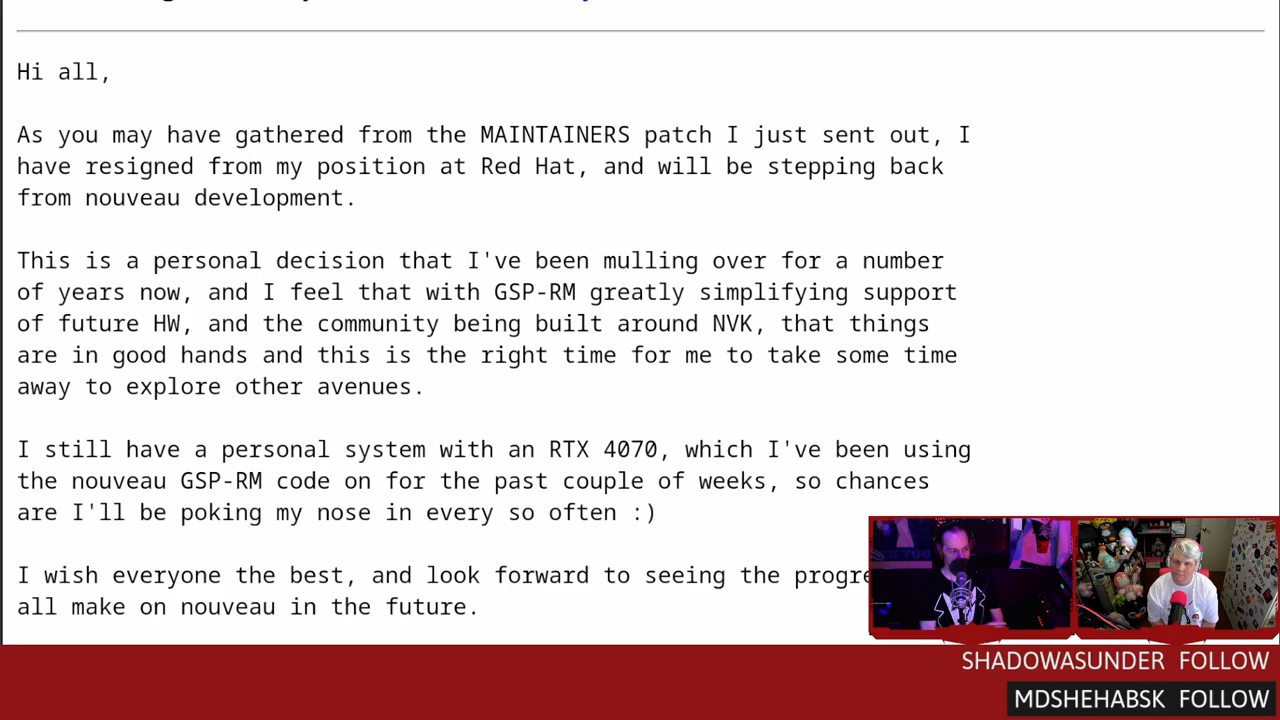 Hi all,
As you may have gathered from the MAINTAINERS patch I just sent out, I
have resigned from my position at Red Hat, and will be stepping back
from nouveau development.
This is a personal decision that I've been mulling over for a number
of years now, and I feel that with GSP-RM greatly simplifying support
of future HW, and the community being built around NVK, that things
are in good hands and this is the right time for me to take some time
away to explore other avenues.
I still have a personal system with an RTX 4070, which I've been using
the nouveau GSP-RM code on for the past couple of weeks, so chances
are I'll be poking my nose in every so often :)
I wish everyone the best, and look forward to seeing the
all make on nouveau in the future.
SHADOWASUNDER FOLLOW
MDSHEHABSK FOLLOW